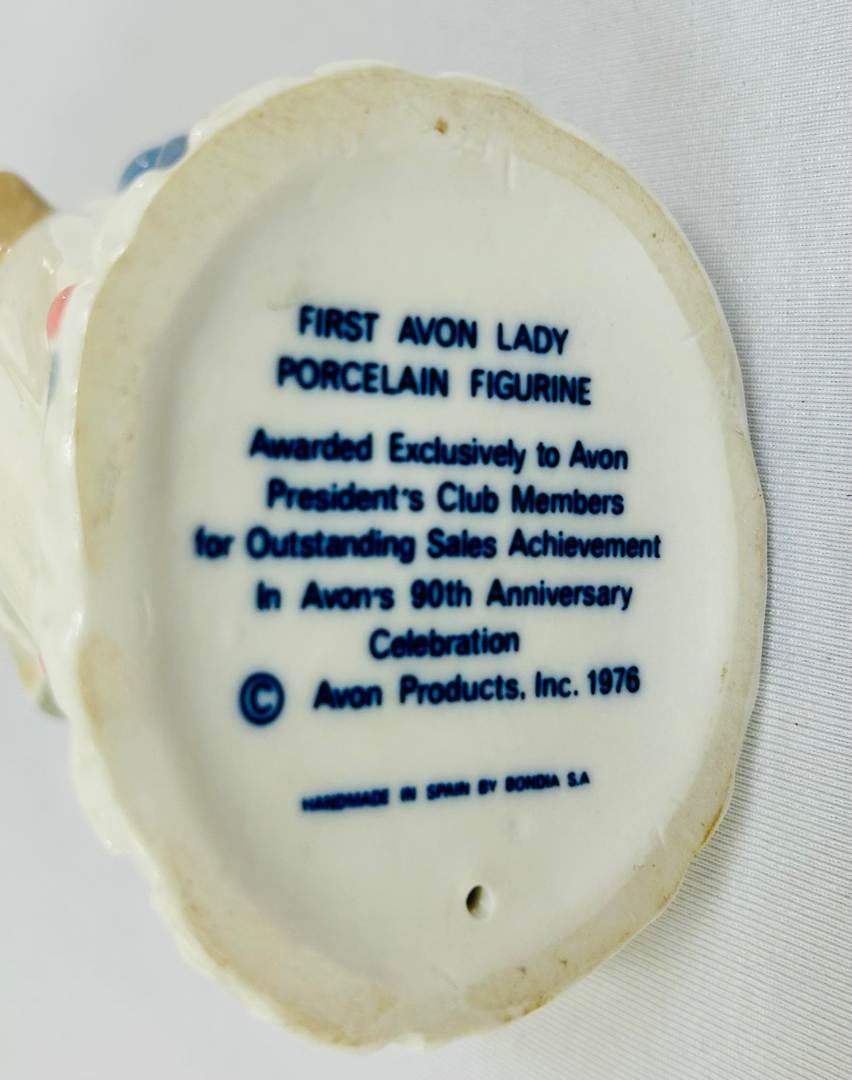 FIRST AVON LADY
PORCELAIN FIGURINE
Awarded Exclusively to Avon
President's Club Members
for Outstanding Sales Achievement
In Avon's 90th Anniversary
Celebration
© Avon Products, Inc. 1976
HANDMADE IN SPAIN BY BONDIA S.A